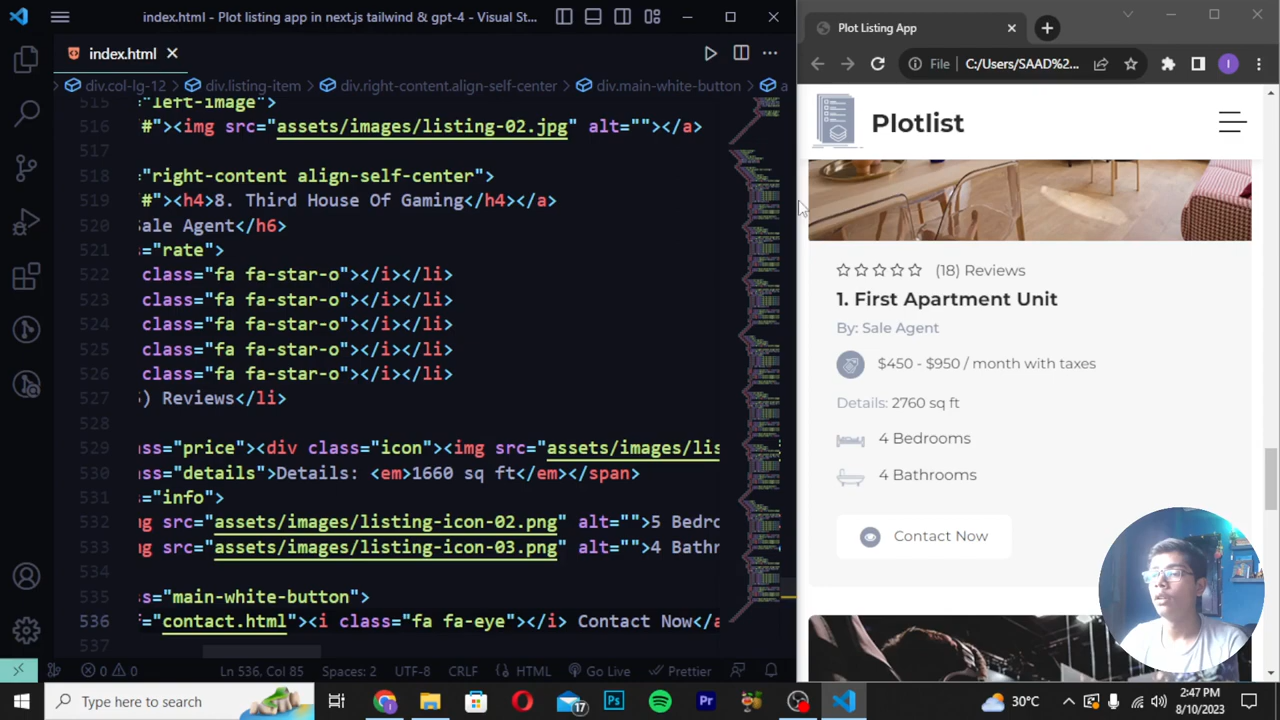 index.html - Plot listing app in next.js tailwind & gpt-4 - Visual St...
index.html
div.col-lg-12 > div.listing-item > div.right-content.align-self-center > div.main-white-button > a
515 ="left-image">
516 #"><img src="assets/images/listing-02.jpg" alt=""></a>
517
518 ="right-content align-self-center">
519 #"><h4>8. Third House Of Gaming</h4></a>
520 Sale Agent</h6>
521 ="rate">
522 class="fa fa-star-o"></i></li>
523 class="fa fa-star-o"></i></li>
524 class="fa fa-star-o"></i></li>
525 class="fa fa-star-o"></i></li>
526 class="fa fa-star-o"></i></li>
527 ) Reviews</li>
528
529 ss="price"><div class="icon"><img src="assets/images/lis
530 ="details">Details: <em>1660 sq ft</em></span>
531 ="info">
532 ng src="assets/images/listing-icon-02.png" alt="">5 Bedro
533 ng src="assets/images/listing-icon-03.png" alt="">4 Bathr
534
535 ss="main-white-button">
536 ="contact.html"><i class="fa fa-eye"></i> Contact Now</a
537
0 0 Ln 536, Col 85 Spaces: 2 UTF-8 CRLF HTML Go Live Prettier
Plot Listing App
File C:/Users/SAAD%2...
I
Plotlist
(18) Reviews
1. First Apartment Unit
By: Sale Agent
$450 - $950 / month with taxes
Details: 2760 sq ft
4 Bedrooms
4 Bathrooms
Contact Now
Type here to search
17
Ps
Pr
30°C
2:47 PM
8/10/2023